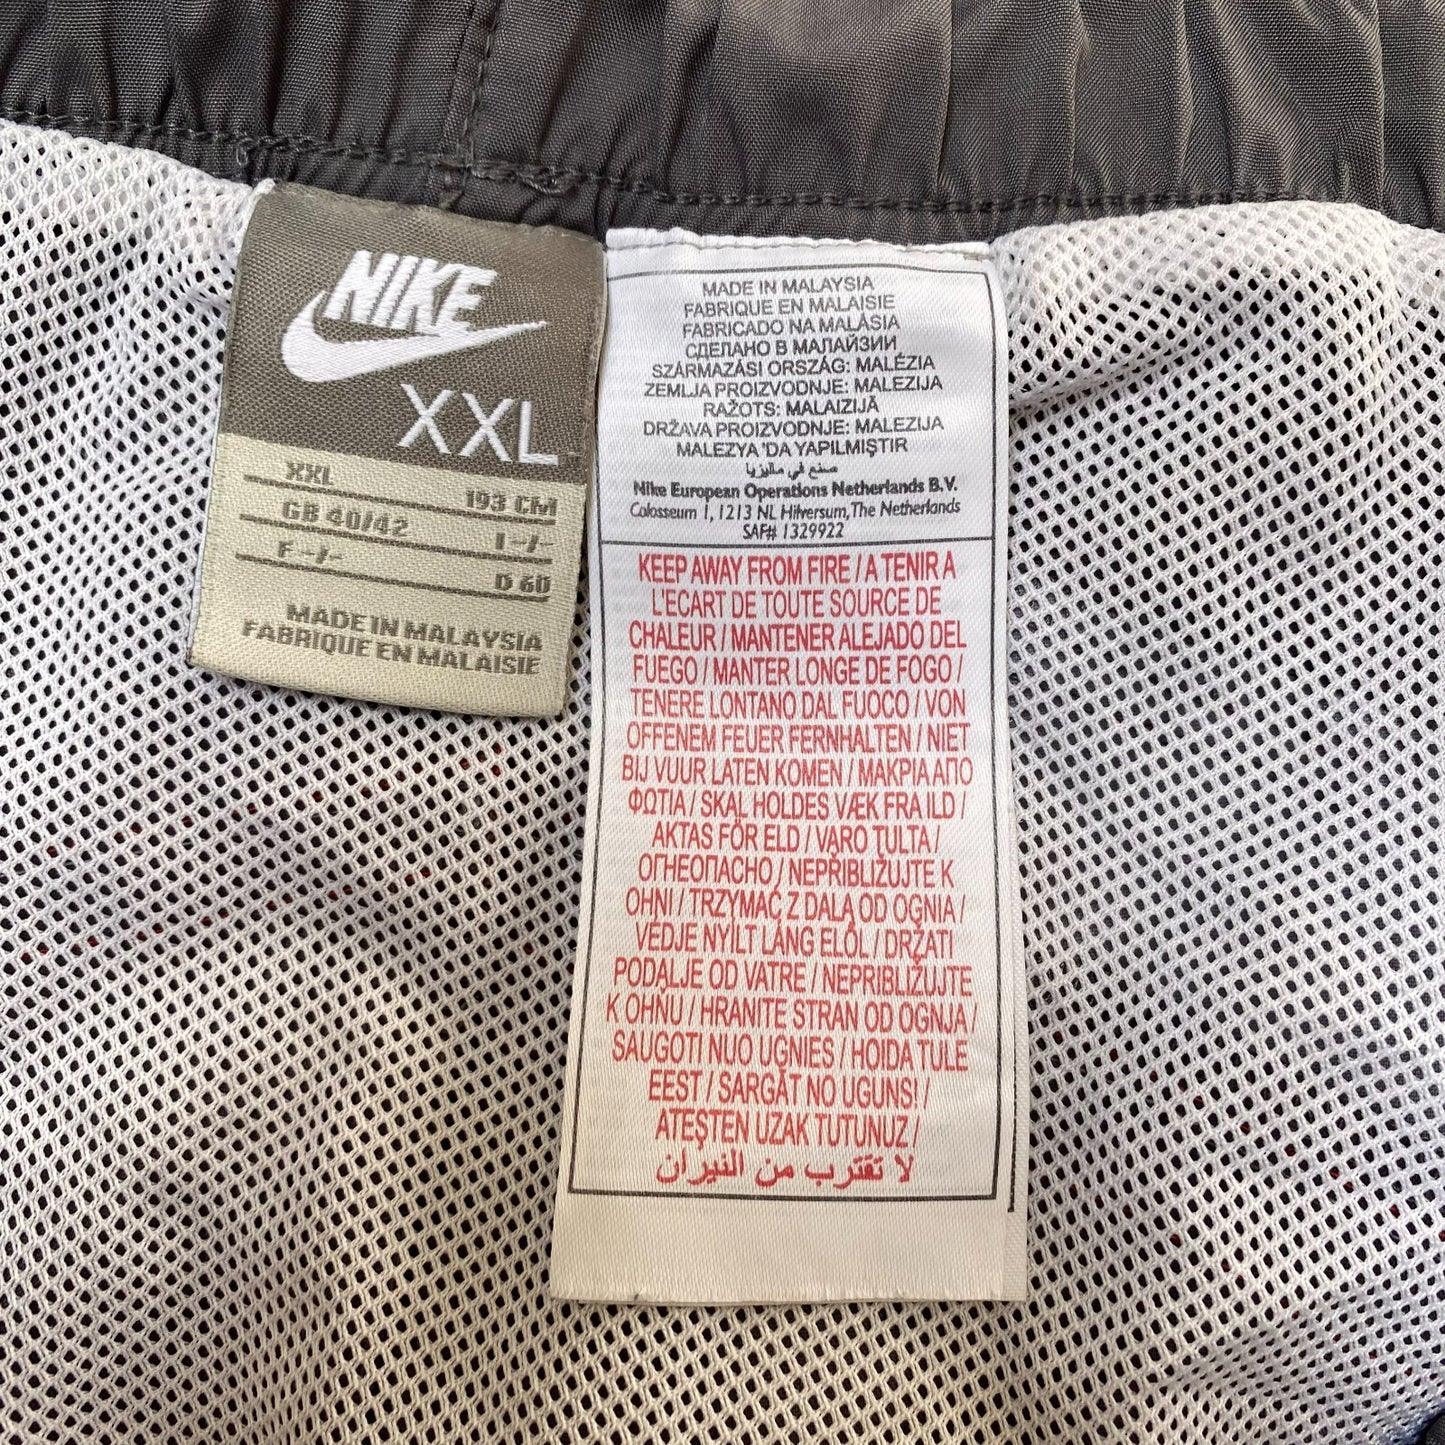 NIKE
XXL
XXL 193 CM
GB 40/42 I -/-
F -/- D 60
MADE IN MALAYSIA
FABRIQUE EN MALAISIE
MADE IN MALAYSIA
FABRIQUE EN MALAISIE
FABRICADO NA MALÁSIA
СДЕЛАНО В МАЛАЙЗИИ
SZÁRMAZÁSI ORSZÁG: MALÉZIA
ZEMLJA PROIZVODNJE: MALEZIJA
RAŽOTS: MALAIZIJĀ
DRŽAVA PROIZVODNJE: MALEZIJA
MALEZYA 'DA YAPILMIŞTIR
صنع في ماليزيا
Nike European Operations Netherlands B.V.
Colosseum 1, 1213 NL Hilversum, The Netherlands
SAF# 1329922
KEEP AWAY FROM FIRE / A TENIR A
L'ECART DE TOUTE SOURCE DE
CHALEUR / MANTENER ALEJADO DEL
FUEGO / MANTER LONGE DE FOGO /
TENERE LONTANO DAL FUOCO / VON
OFFENEM FEUER FERNHALTEN / NIET
BIJ VUUR LATEN KOMEN / ΜΑΚΡΙΑ ΑΠΟ
ΦΩΤΙΑ / SKAL HOLDES VÆK FRA ILD /
AKTAS FÖR ELD / VARO TULTA /
ОГНЕОПАСНО / NEPŘIBLIŽUJTE K
OHNI / TRZYMAĆ Z DALA OD OGNIA /
VÉDJE NYÍLT LÁNG ELŐL / DRŽATI
PODALJE OD VATRE / NEPRIBLIŽUJTE
K OHŇU / HRANITE STRAN OD OGNJA /
SAUGOTI NUO UGNIES / HOIDA TULE
EEST / SARGĀT NO UGUNS! /
ATEŞTEN UZAK TUTUNUZ /
لا تقترب من النيران